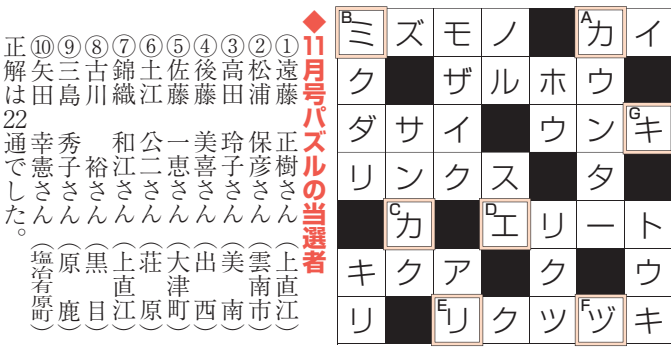 BミズモノAカイ
クザルホウ
ダサイウンGキ
リンクスタ
CカDエリート
キクアクウ
リEリクツFヅキ
◆11月号パズルの当選者
①遠藤 正樹さん(上直江)
②松浦 保彦さん(雲南市)
③高田 玲子さん(美南)
④後藤 美喜さん(出西)
⑤佐藤 一恵さん(大津町)
⑥土江 公二さん(荘原)
⑦錦織 和江さん(上直江)
⑧古川 裕さん(黒目)
⑨三島 秀子さん(原鹿)
⑩矢田 幸憲さん(塩冶有原町)
正解は22通でした。